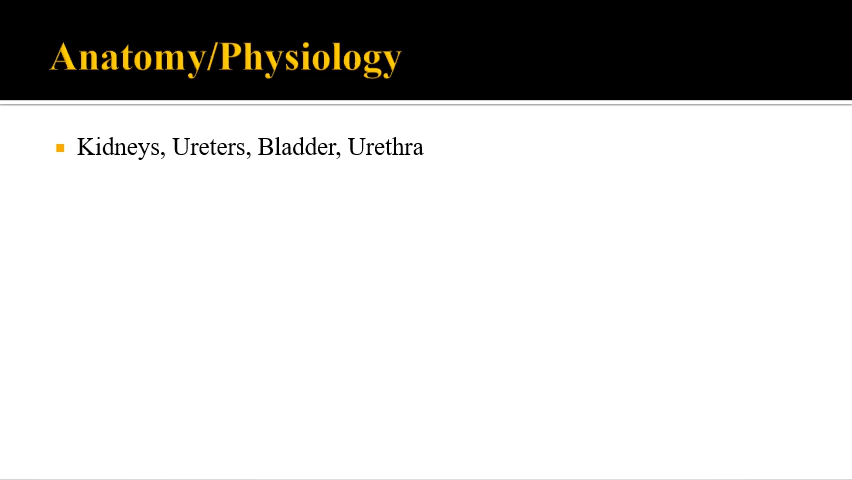 Anatomy/Physiology
Kidneys, Ureters, Bladder, Urethra